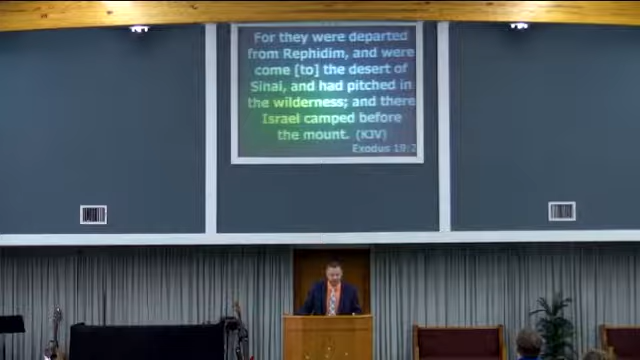 For they were departed
from Rephidim, and were
come [to] the desert of
Sinai, and had pitched in
the wilderness; and there
Israel camped before
the mount. (KJV)
Exodus 19:2